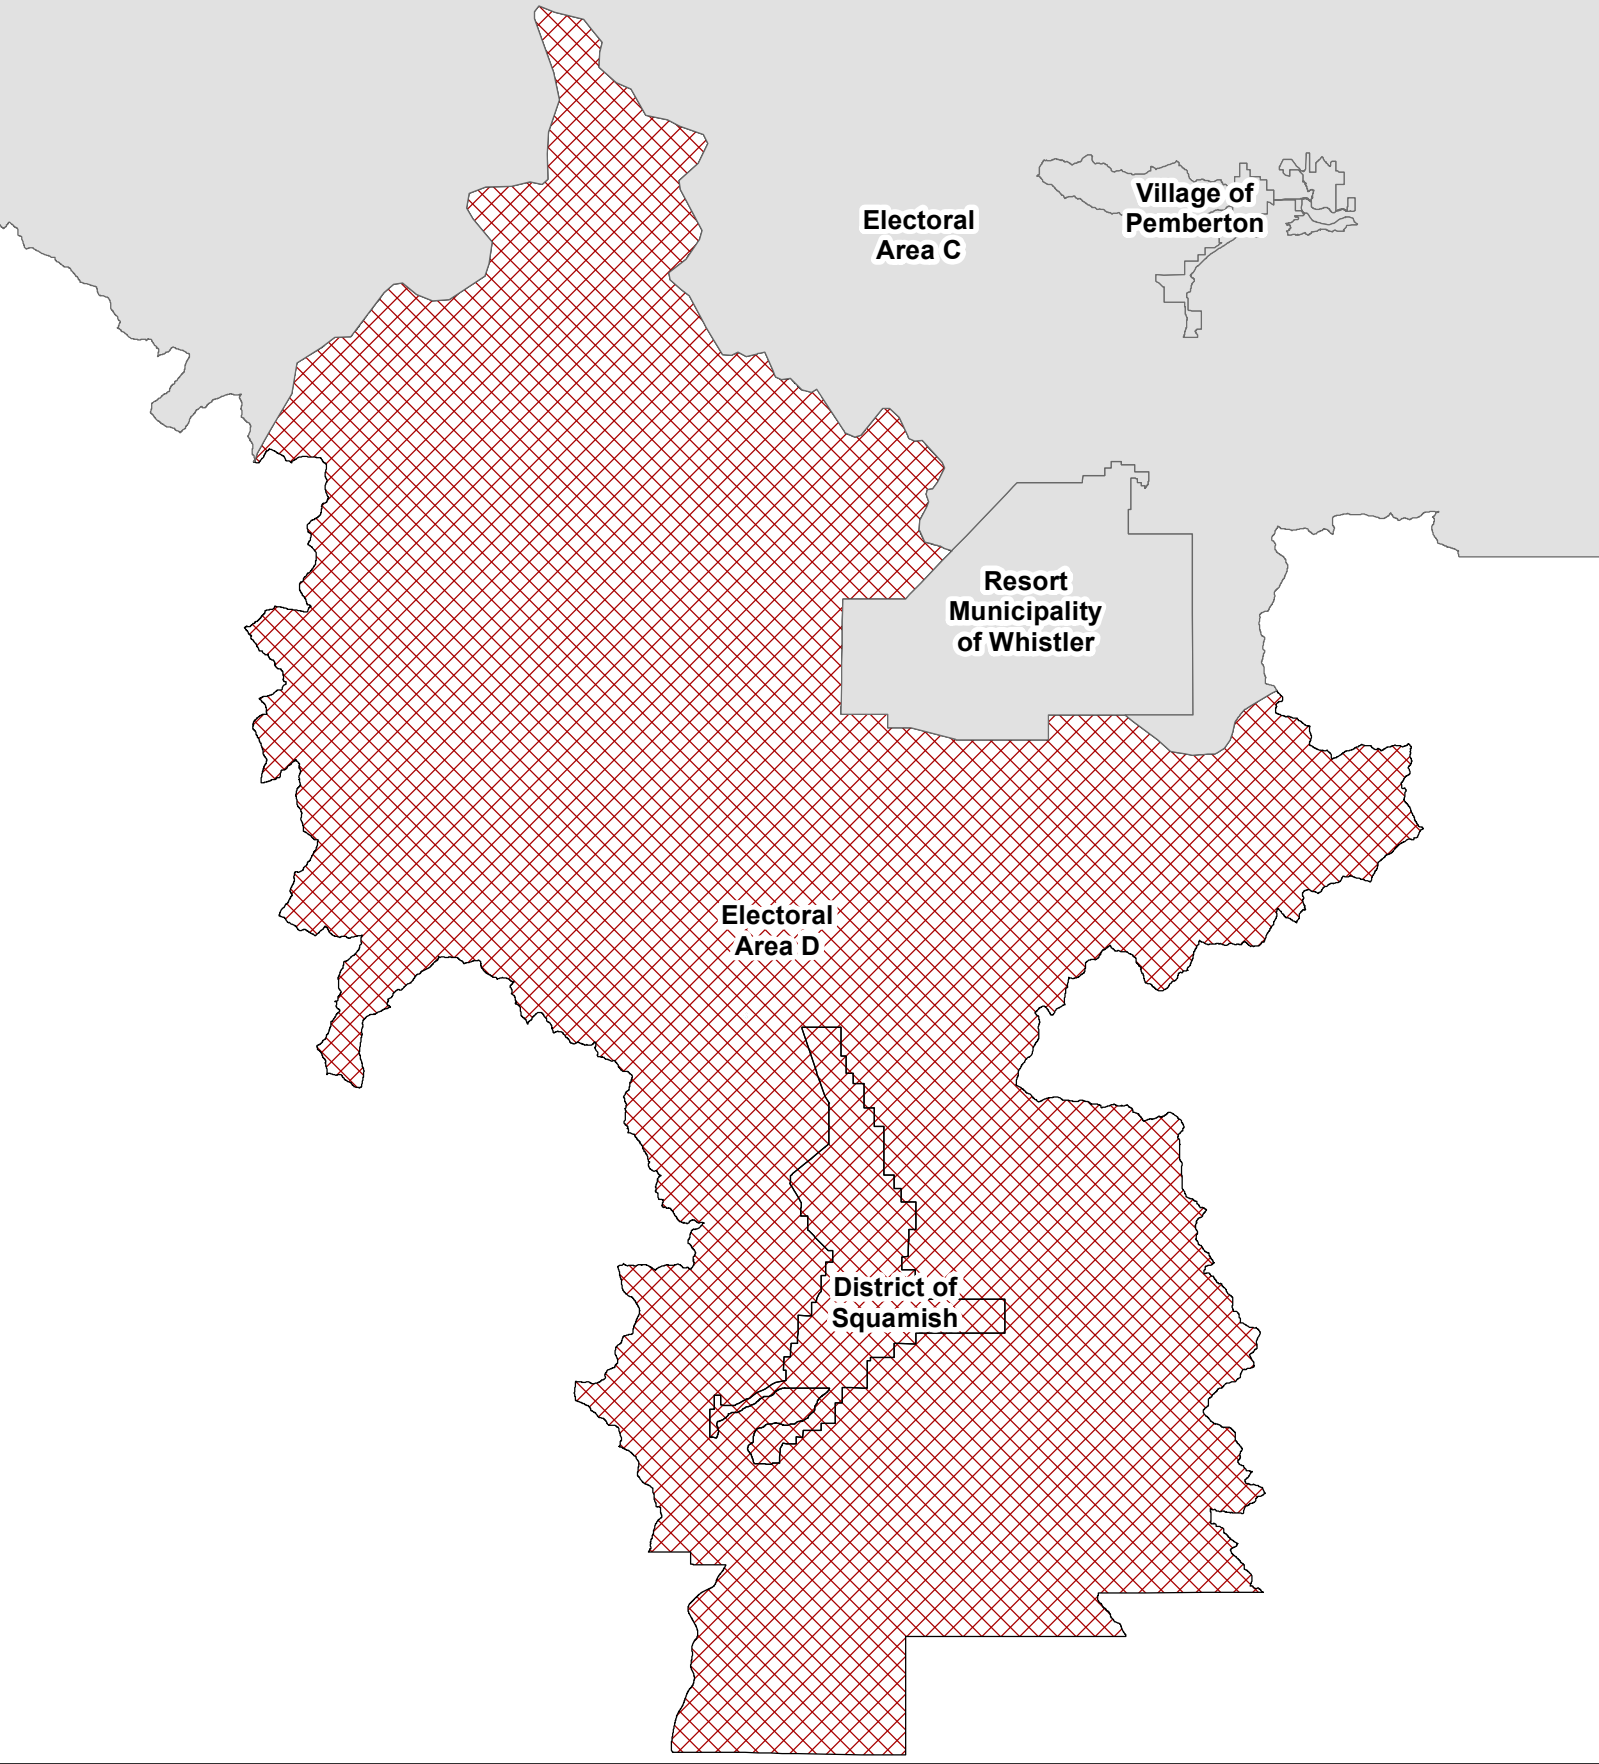 Village of
Pemberton
Electoral
Area C
Resort
Municipality
of Whistler
Electoral
Area D
District of
Squamish